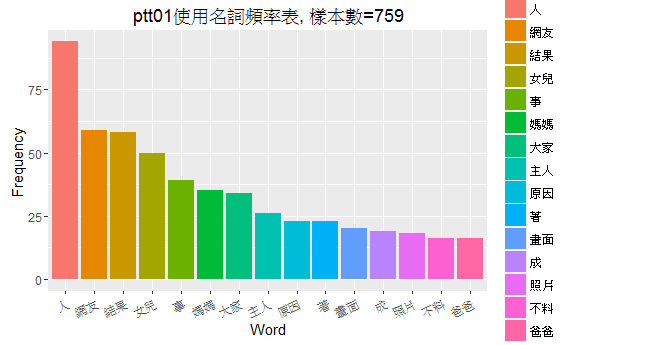 ptt01使用名詞頻率表, 樣本數=759
Frequency
75
50
25
0
人
網友
結果
女兒
事
媽媽
大家
主人
原因
著
畫面
成
照片
不料
爸爸
Word
人
網友
結果
女兒
事
媽媽
大家
主人
原因
著
畫面
成
照片
不料
爸爸